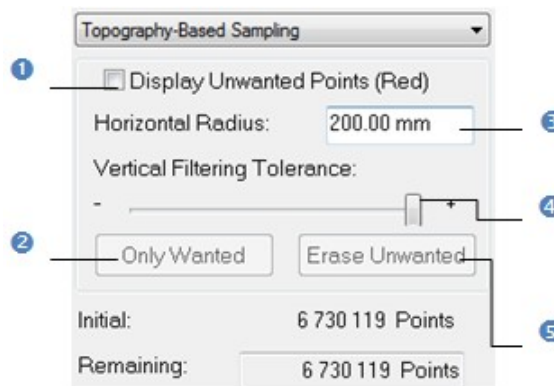 Topography-Based Sampling
1 Display Unwanted Points (Red)
Horizontal Radius: 200.00 mm 3
Vertical Filtering Tolerance:
- + 4
2 Only Wanted Erase Unwanted
5
Initial: 6 730 119 Points
Remaining: 6 730 119 Points